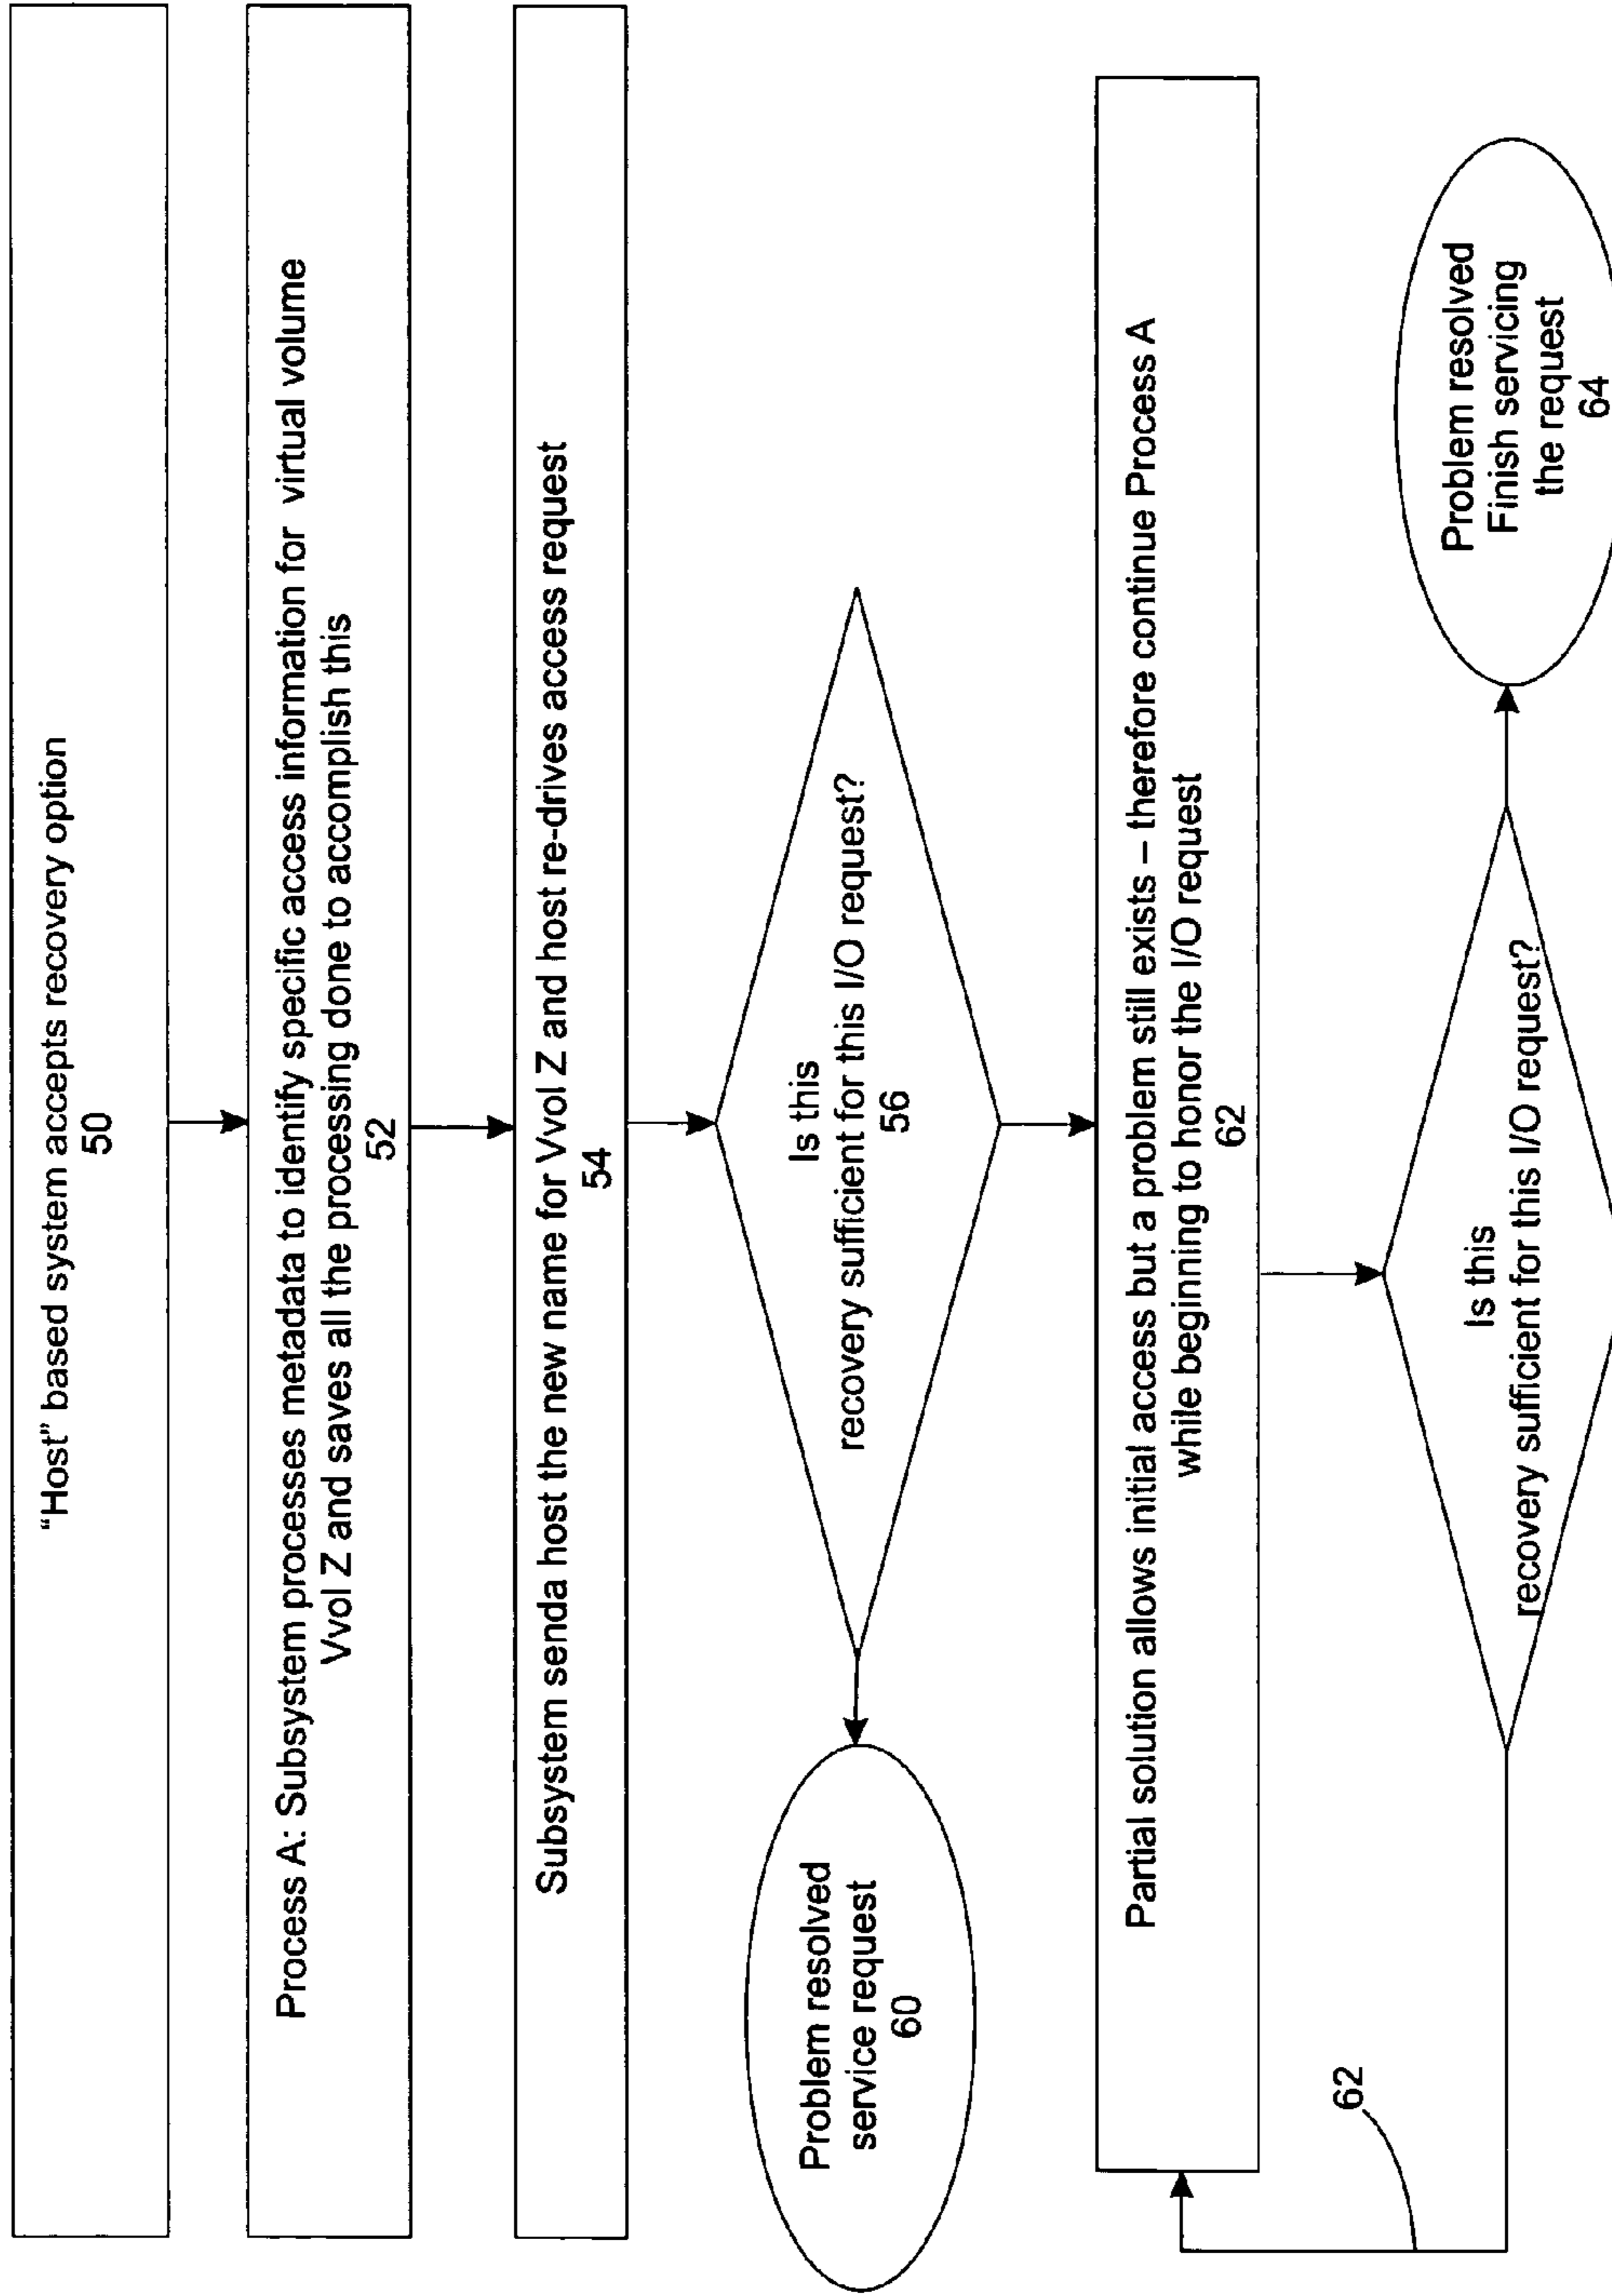 “Host” based system accepts recovery option
50
Process A: Subsystem processes metadata to identify specific access information for virtual volume
Vvol Z and saves all the processing done to accomplish this
52
Subsystem senda host the new name for Vvol Z and host re-drives access request
54
Is this
recovery sufficient for this I/O request?
56
Problem resolved
service request
60
Partial solution allows initial access but a problem still exists – therefore continue Process A
while beginning to honor the I/O request
62
62
Is this
recovery sufficient for this I/O request?
Problem resolved
Finish servicing
the request
64